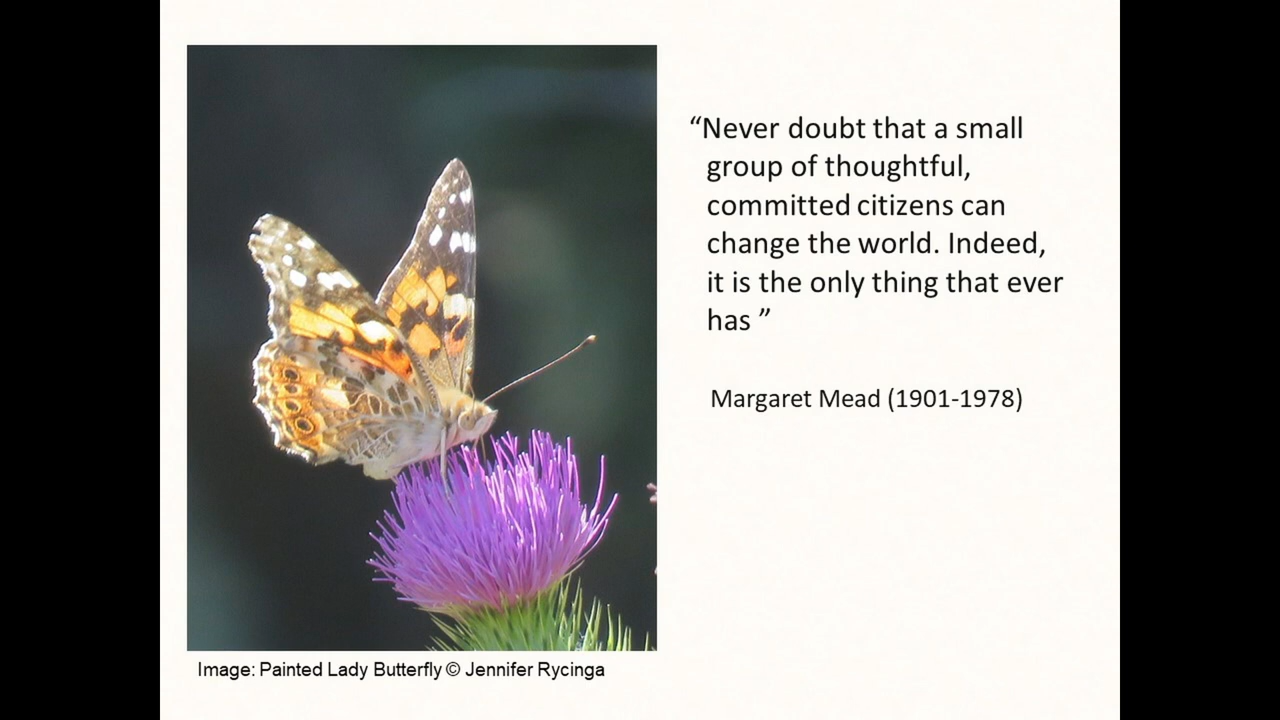 “Never doubt that a small
group of thoughtful,
committed citizens can
change the world. Indeed,
it is the only thing that ever
has ”
Margaret Mead (1901-1978)
Image: Painted Lady Butterfly © Jennifer Rycinga